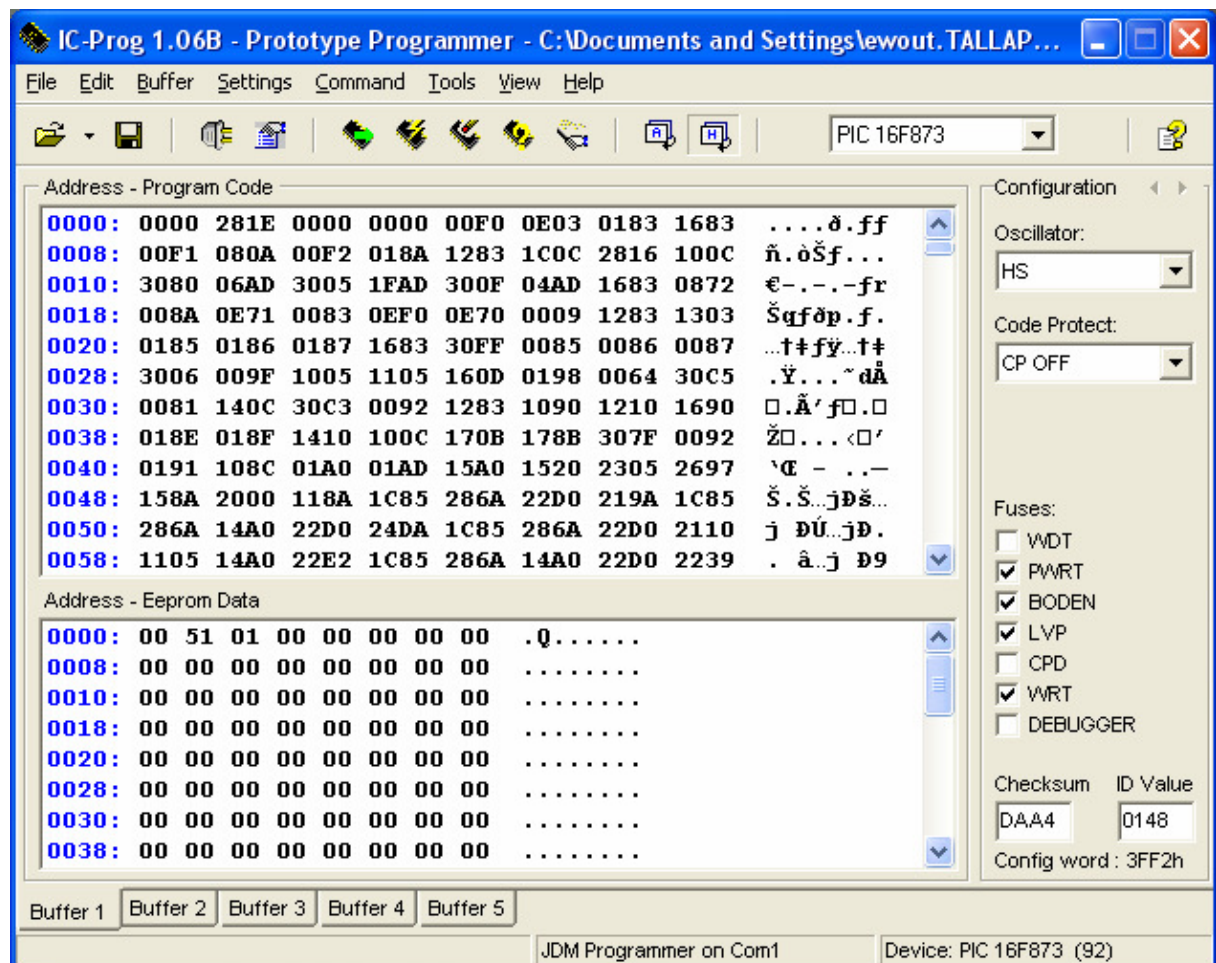 IC-Prog 1.06B - Prototype Programmer - C:\Documents and Settings\ewout.TALLAP...
File Edit Buffer Settings Command Tools View Help
PIC 16F873
Address - Program Code
0000: 0000 281E 0000 0000 00F0 0E03 0183 1683 ....ð.ƒƒ
0008: 00F1 080A 00F2 018A 1283 1C0C 2816 100C ñ.òŠƒ...
0010: 3080 06AD 3005 1FAD 300F 04AD 1683 0872 €-.-.-ƒr
0018: 008A 0E71 0083 0EF0 0E70 0009 1283 1303 Šqƒðp.ƒ.
0020: 0185 0186 0187 1683 30FF 0085 0086 0087 …†‡ƒÿ…†‡
0028: 3006 009F 1005 1105 160D 0198 0064 30C5 .Ÿ...˜dÅ
0030: 0081 140C 30C3 0092 1283 1090 1210 1690 □.Ã’ƒ□.□
0038: 018E 018F 1410 100C 170B 178B 307F 0092 Ž□...‹□’
0040: 0191 108C 01A0 01AD 15A0 1520 2305 2697 ‘Œ - ..—
0048: 158A 2000 118A 1C85 286A 22D0 219A 1C85 Š.Š…jÐš…
0050: 286A 14A0 22D0 24DA 1C85 286A 22D0 2110 j ÐÚ…jÐ.
0058: 1105 14A0 22E2 1C85 286A 14A0 22D0 2239 . â…j Ð9
Address - Eeprom Data
0000: 00 51 01 00 00 00 00 00 .Q......
0008: 00 00 00 00 00 00 00 00 ........
0010: 00 00 00 00 00 00 00 00 ........
0018: 00 00 00 00 00 00 00 00 ........
0020: 00 00 00 00 00 00 00 00 ........
0028: 00 00 00 00 00 00 00 00 ........
0030: 00 00 00 00 00 00 00 00 ........
0038: 00 00 00 00 00 00 00 00 ........
Configuration
Oscillator:
HS
Code Protect:
CP OFF
Fuses:
WDT
PWRT
BODEN
LVP
CPD
WRT
DEBUGGER
Checksum ID Value
DAA4 0148
Config word : 3FF2h
Buffer 1 Buffer 2 Buffer 3 Buffer 4 Buffer 5
JDM Programmer on Com1 Device: PIC 16F873 (92)